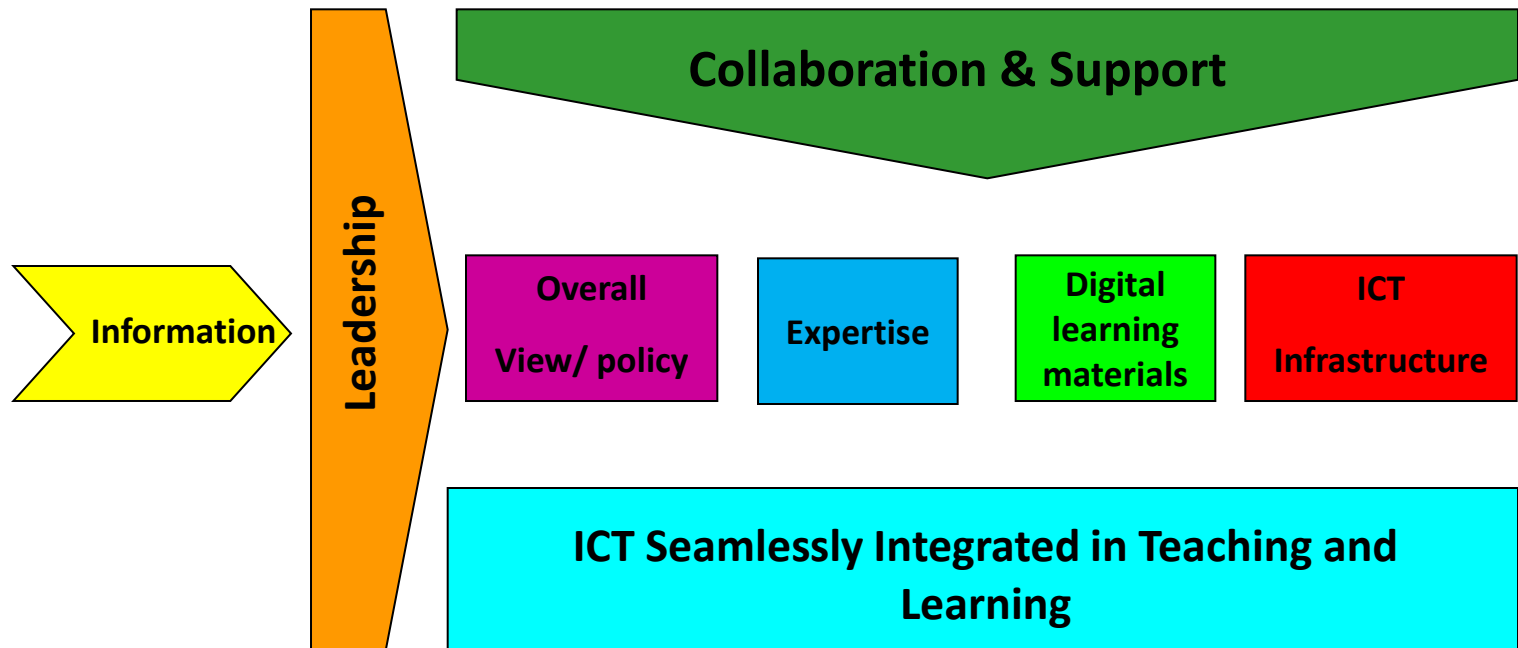 Collaboration & Support
Information
Leadership
Overall
View/ policy
Expertise
Digital
learning
materials
ICT
Infrastructure
ICT Seamlessly Integrated in Teaching and
Learning